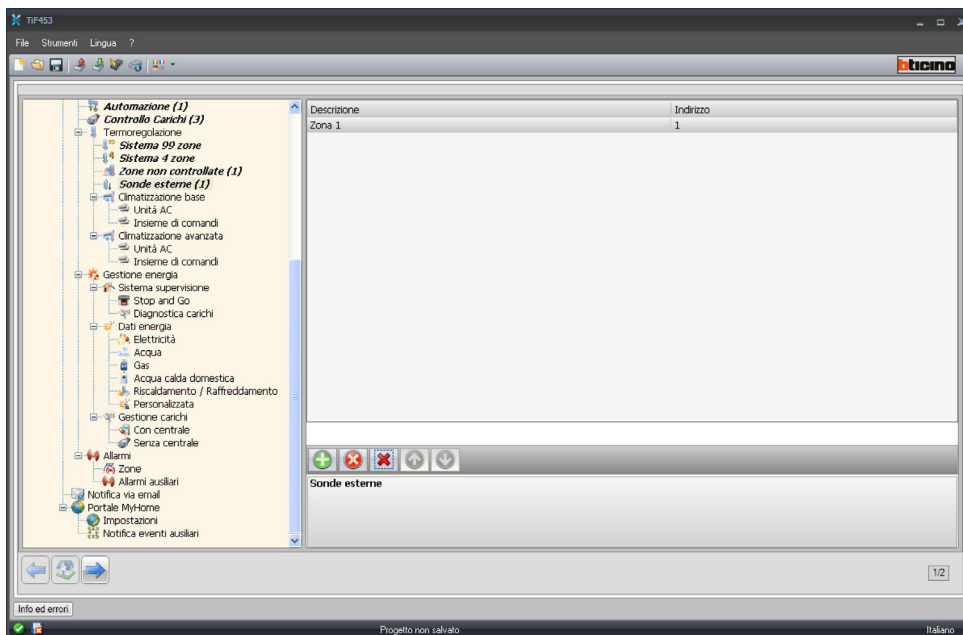 TiF453
File Strumenti Lingua ?
bticino
Automazione (1)
Controllo Carichi (3)
Termoregolazione
Sistema 99 zone
Sistema 4 zone
Zone non controllate (1)
Sonde esterne (1)
Climatizzazione base
Unità AC
Insieme di comandi
Climatizzazione avanzata
Unità AC
Insieme di comandi
Gestione energia
Sistema supervisione
Stop and Go
Diagnostica carichi
Dati energia
Elettricità
Acqua
Gas
Acqua calda domestica
Riscaldamento / Raffreddamento
Personalizzata
Gestione carichi
Con centrale
Senza centrale
Allarmi
Zone
Allarmi ausiliari
Notifica via email
Portale MyHome
Impostazioni
Notifica eventi ausiliari
Descrizione Indirizzo
Zona 1 1
Sonde esterne
1/2
Info ed errori
Progetto non salvato Italiano